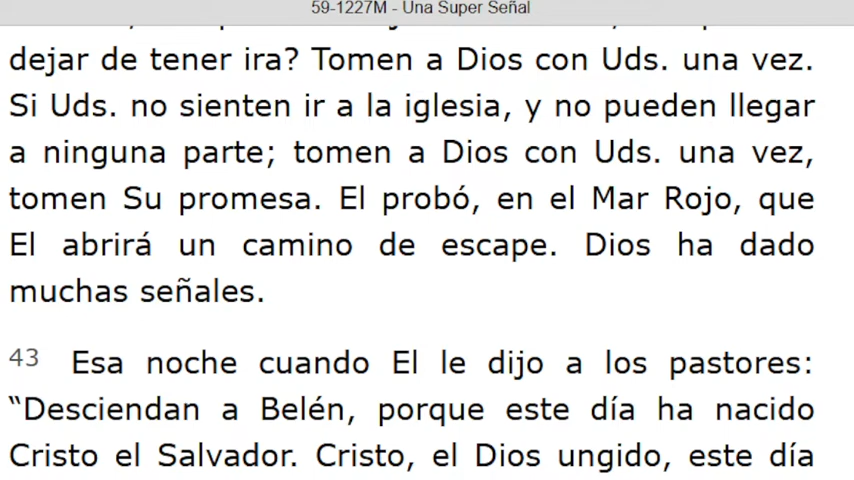 59-1227M - Una Super Señal
dejar de tener ira? Tomen a Dios con Uds. una vez.
Si Uds. no sienten ir a la iglesia, y no pueden llegar
a ninguna parte; tomen a Dios con Uds. una vez,
tomen Su promesa. El probó, en el Mar Rojo, que
El abrirá un camino de escape. Dios ha dado
muchas señales.
43 Esa noche cuando El le dijo a los pastores:
“Desciendan a Belén, porque este día ha nacido
Cristo el Salvador. Cristo, el Dios ungido, este día